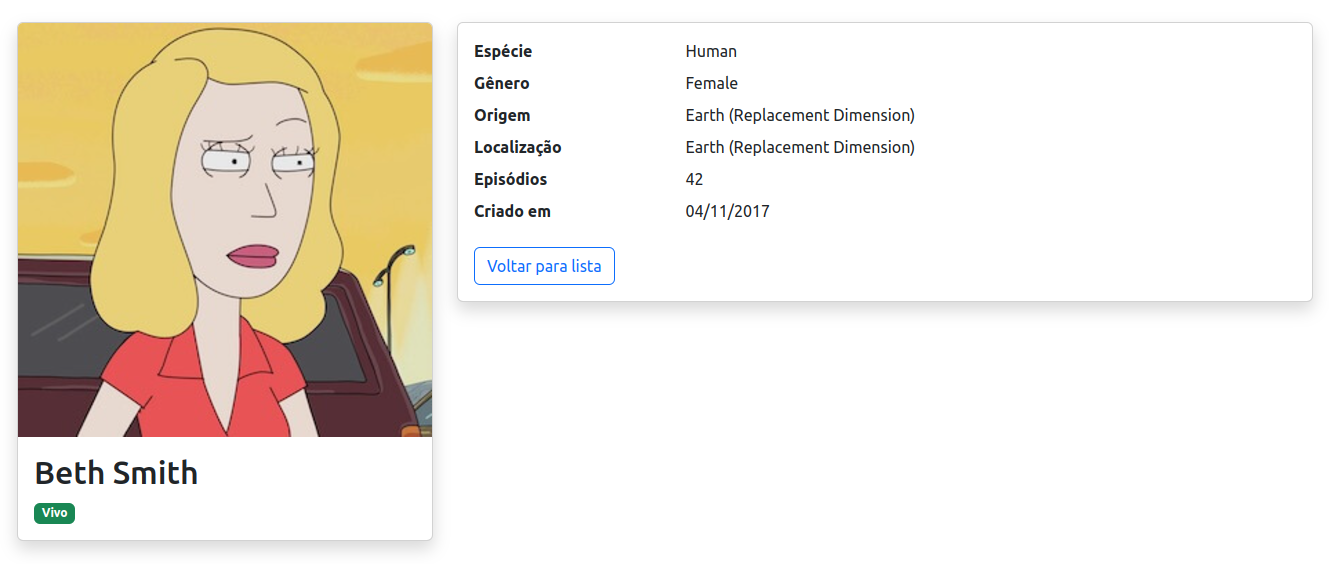 Beth Smith
Vivo
Espécie Human
Gênero Female
Origem Earth (Replacement Dimension)
Localização Earth (Replacement Dimension)
Episódios 42
Criado em 04/11/2017
Voltar para lista